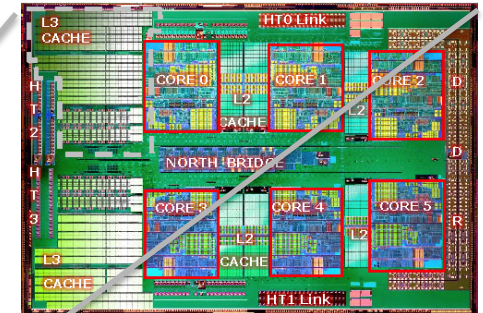 L3
CACHE
HT0 Link
CORE 0
CORE 1
CORE 2
H
T
2
L2
CACHE
L2
D
D
R
NORTH BRIDGE
H
T
3
CORE 3
CORE 4
CORE 5
L2
CACHE
L2
L3
CACHE
HT1 Link